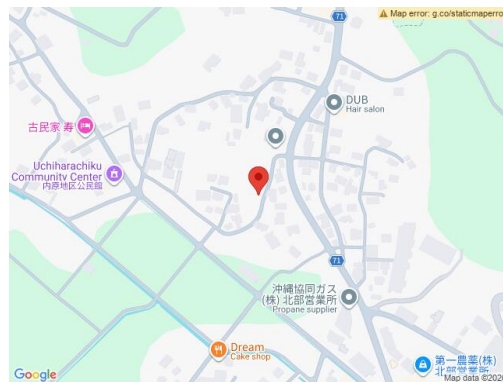 71
Map error: g.co/staticmaperro
DUB
Hair salon
古民家 寿
Uchiharachiku
Community Center
内原地区公民館
71
沖縄協同ガス
(株) 北部営業所
Propane supplier
Dream
Cake shop
第一農薬(株)
北部営業所
Google
Map data ©202